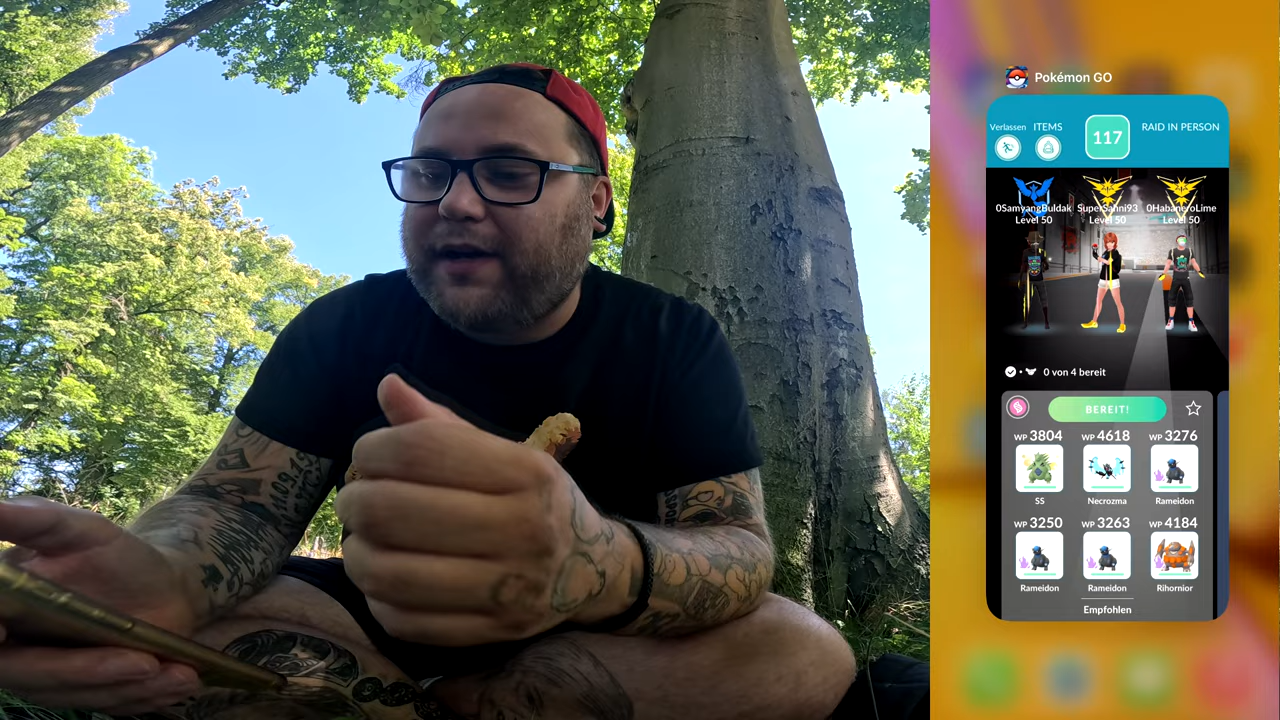 Pokémon GO
Verlassen
ITEMS
117
RAID IN PERSON
0SamyangBuldak
Level 50
SuperSanni93
Level 50
0HabaneroLime
Level 50
0 von 4 bereit
BEREIT!
WP 3804
WP 4618
WP 3276
SS
Necrozma
Rameidon
WP 3250
WP 3263
WP 4184
Rameidon
Rameidon
Rihornior
Empfohlen